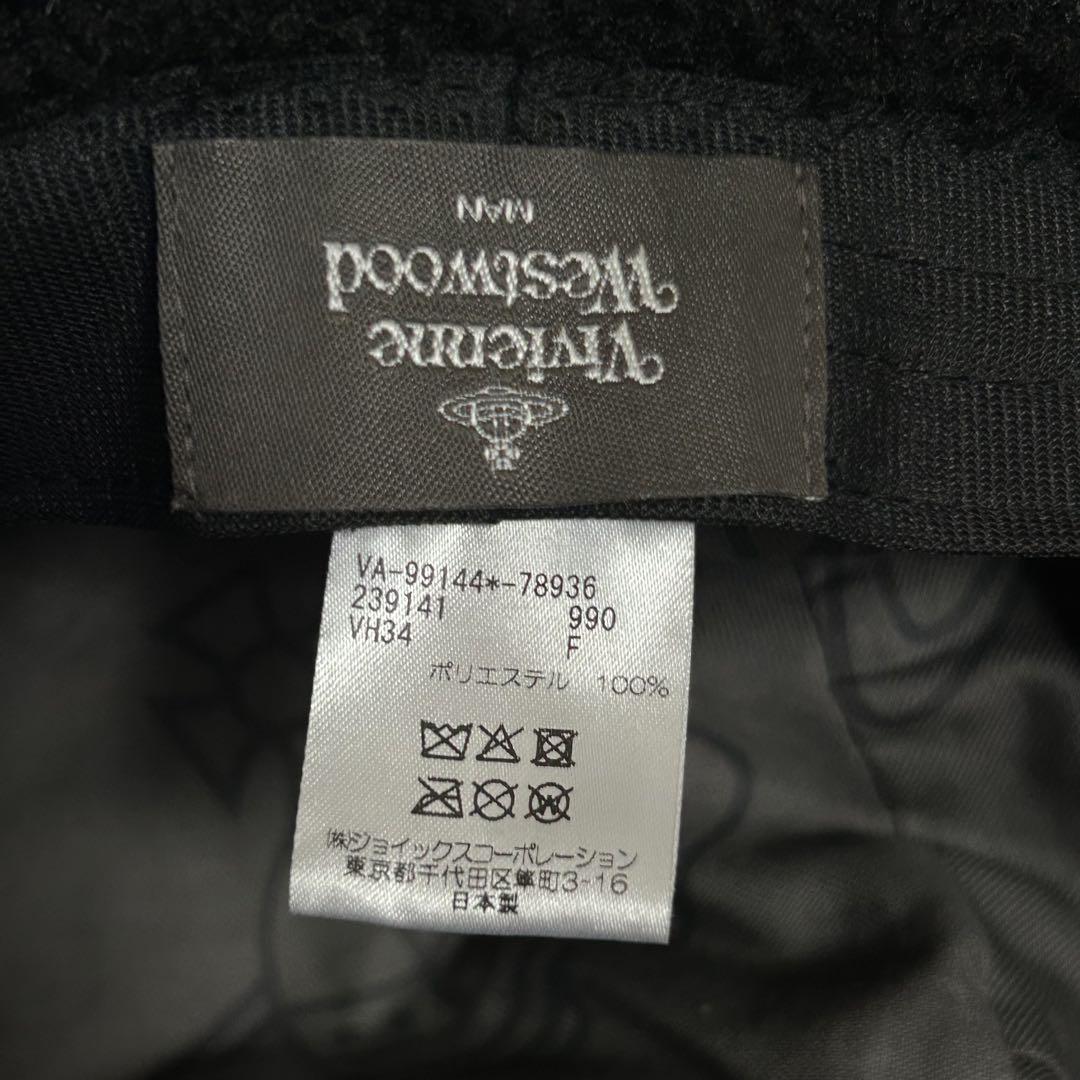 Vivienne
Westwood
MAN
VA-99144*-78936
239141 990
VH34 F
ポリエステル 100%
W
(株)ジョイックスコーポレーション
東京都千代田区隼町3-16
日本製